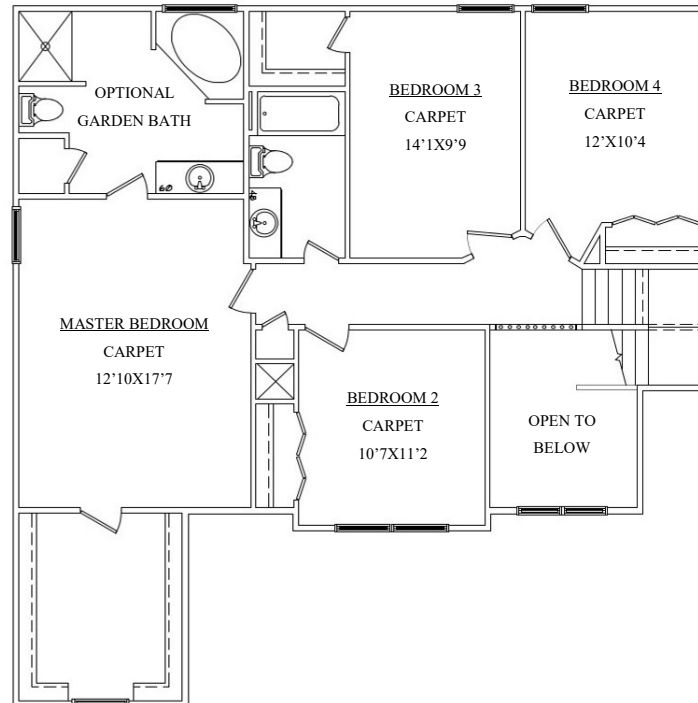 OPTIONAL
GARDEN BATH
BEDROOM 3
CARPET
14'1X9'9
BEDROOM 4
CARPET
12'X10'4
MASTER BEDROOM
CARPET
12'10X17'7
BEDROOM 2
CARPET
10'7X11'2
OPEN TO
BELOW